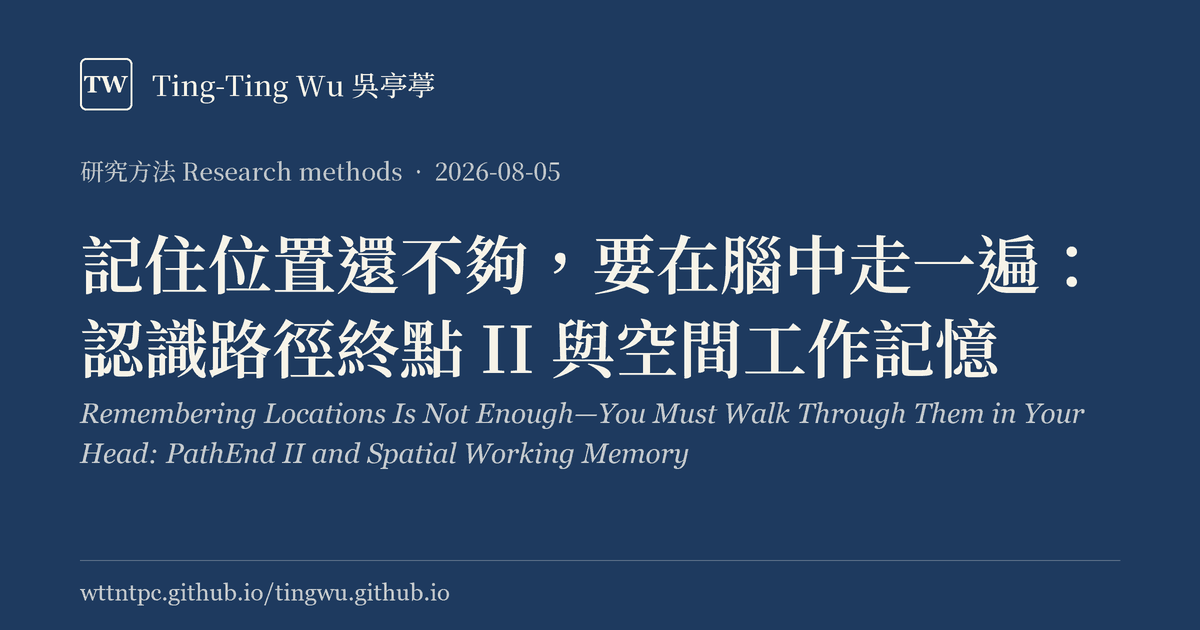 TW
Ting-Ting Wu 吳亭葶
研究方法 Research methods · 2026-08-05
記住位置還不夠，要在腦中走一遍：
認識路徑終點 II 與空間工作記憶
Remembering Locations Is Not Enough—You Must Walk Through Them in Your
Head: PathEnd II and Spatial Working Memory
wttntpc.github.io/tingwu.github.io